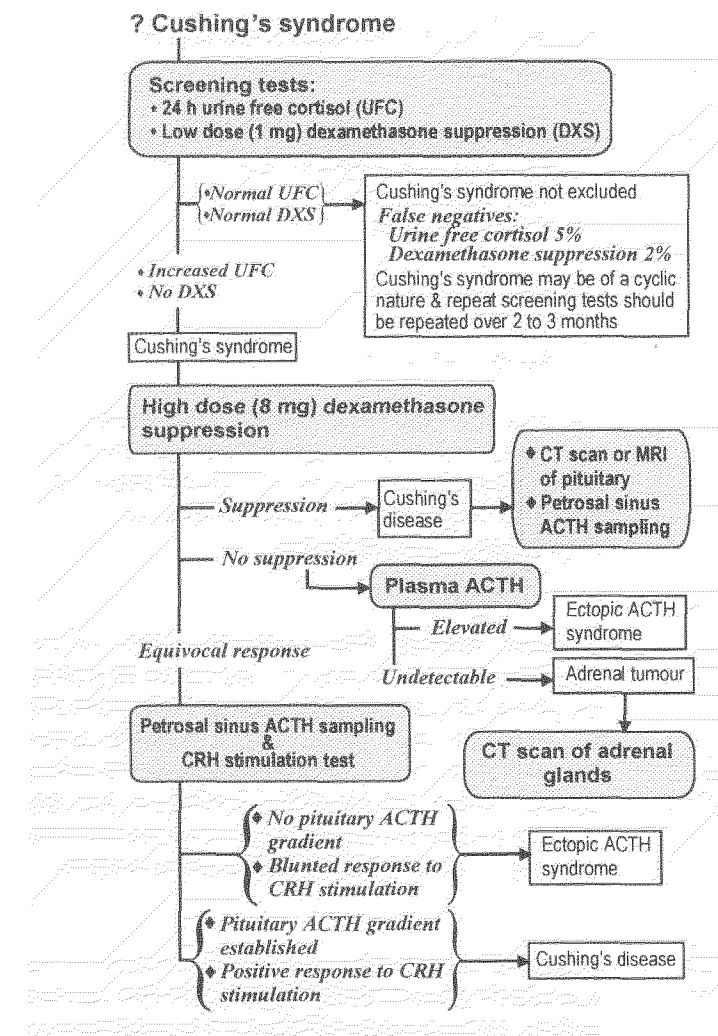 ? Cushing's syndrome
Screening tests:
• 24 h urine free cortisol (UFC)
• Low dose (1 mg) dexamethasone suppression (DXS)
•Normal UFC
•Normal DXS
Cushing's syndrome not excluded
False negatives:
Urine free cortisol 5%
Dexamethasone suppression 2%
Cushing's syndrome may be of a cyclic
nature & repeat screening tests should
be repeated over 2 to 3 months
• Increased UFC
• No DXS
Cushing's syndrome
High dose (8 mg) dexamethasone
suppression
Suppression
Cushing's
disease
♦ CT scan or MRI
of pituitary
♦ Petrosal sinus
ACTH sampling
No suppression
Plasma ACTH
Elevated
Ectopic ACTH
syndrome
Equivocal response
Undetectable
Adrenal tumour
Petrosal sinus ACTH sampling
&
CRH stimulation test
CT scan of adrenal
glands
♦ No pituitary ACTH
gradient
♦ Blunted response to
CRH stimulation
Ectopic ACTH
syndrome
♦ Pituitary ACTH gradient
established
♦ Positive response to CRH
stimulation
Cushing's disease